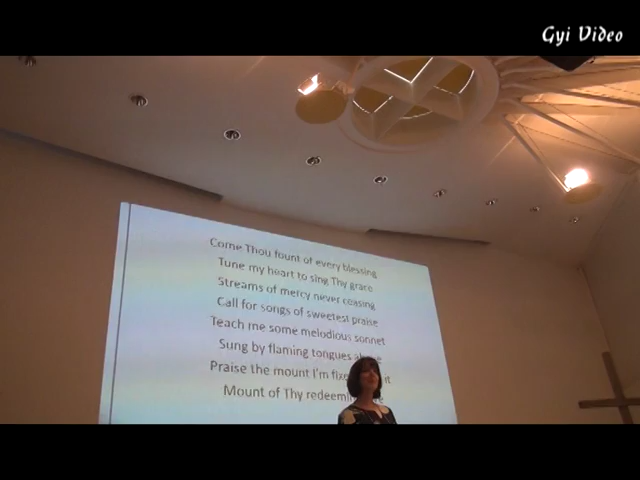 Gyi Video
Come Thou fount of every blessing
Tune my heart to sing Thy grace
Streams of mercy never ceasing
Call for songs of sweetest praise
Teach me some melodious sonnet
Sung by flaming tongues
Praise the mount I'm it
Mount of Thy